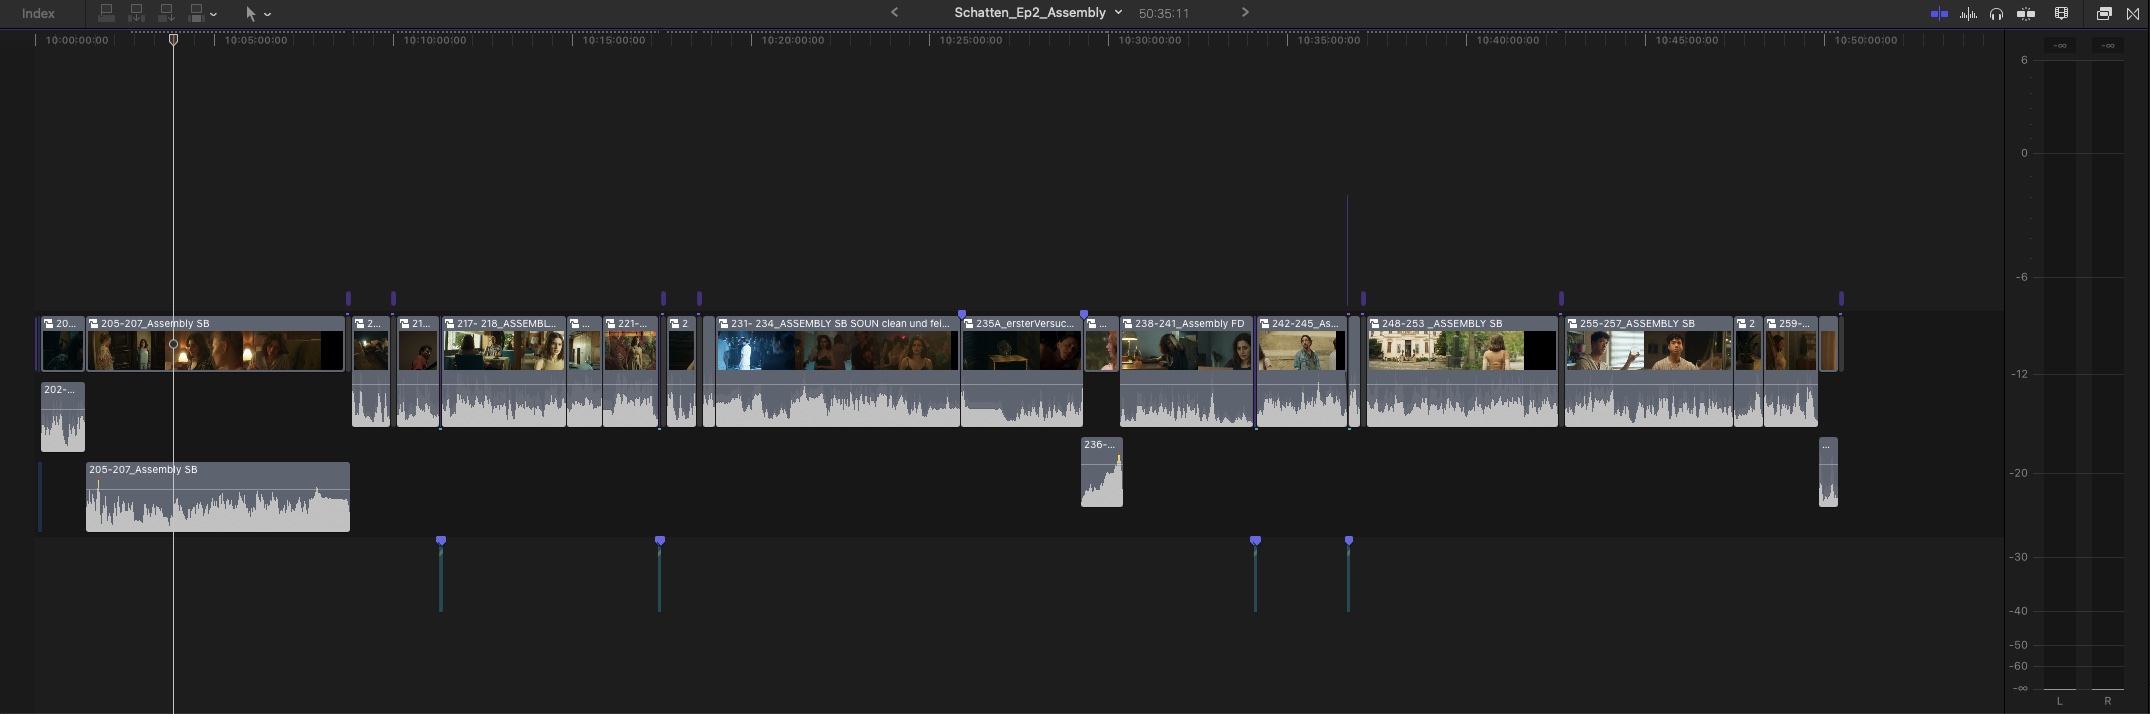 Index
Schatten_Ep2_Assembly
50:35:11
10:00:00:00
10:05:00:00
10:10:00:00
10:15:00:00
10:20:00:00
10:25:00:00
10:30:00:00
10:35:00:00
10:40:00:00
10:45:00:00
10:50:00:00
-∞ -∞
6
0
-6
20...
205-207_Assembly SB
2...
21...
217- 218_ASSEMBL...
...
221-...
2
231- 234_ASSEMBLY SB SOUN clean und fei...
235A_ersterVersuc...
...
238-241_Assembly FD
242-245_As...
248-253 _ASSEMBLY SB
255-257_ASSEMBLY SB
2
259-...
-12
202-...
236-...
...
205-207_Assembly SB
-20
-30
-40
-50
-60
-∞
L R